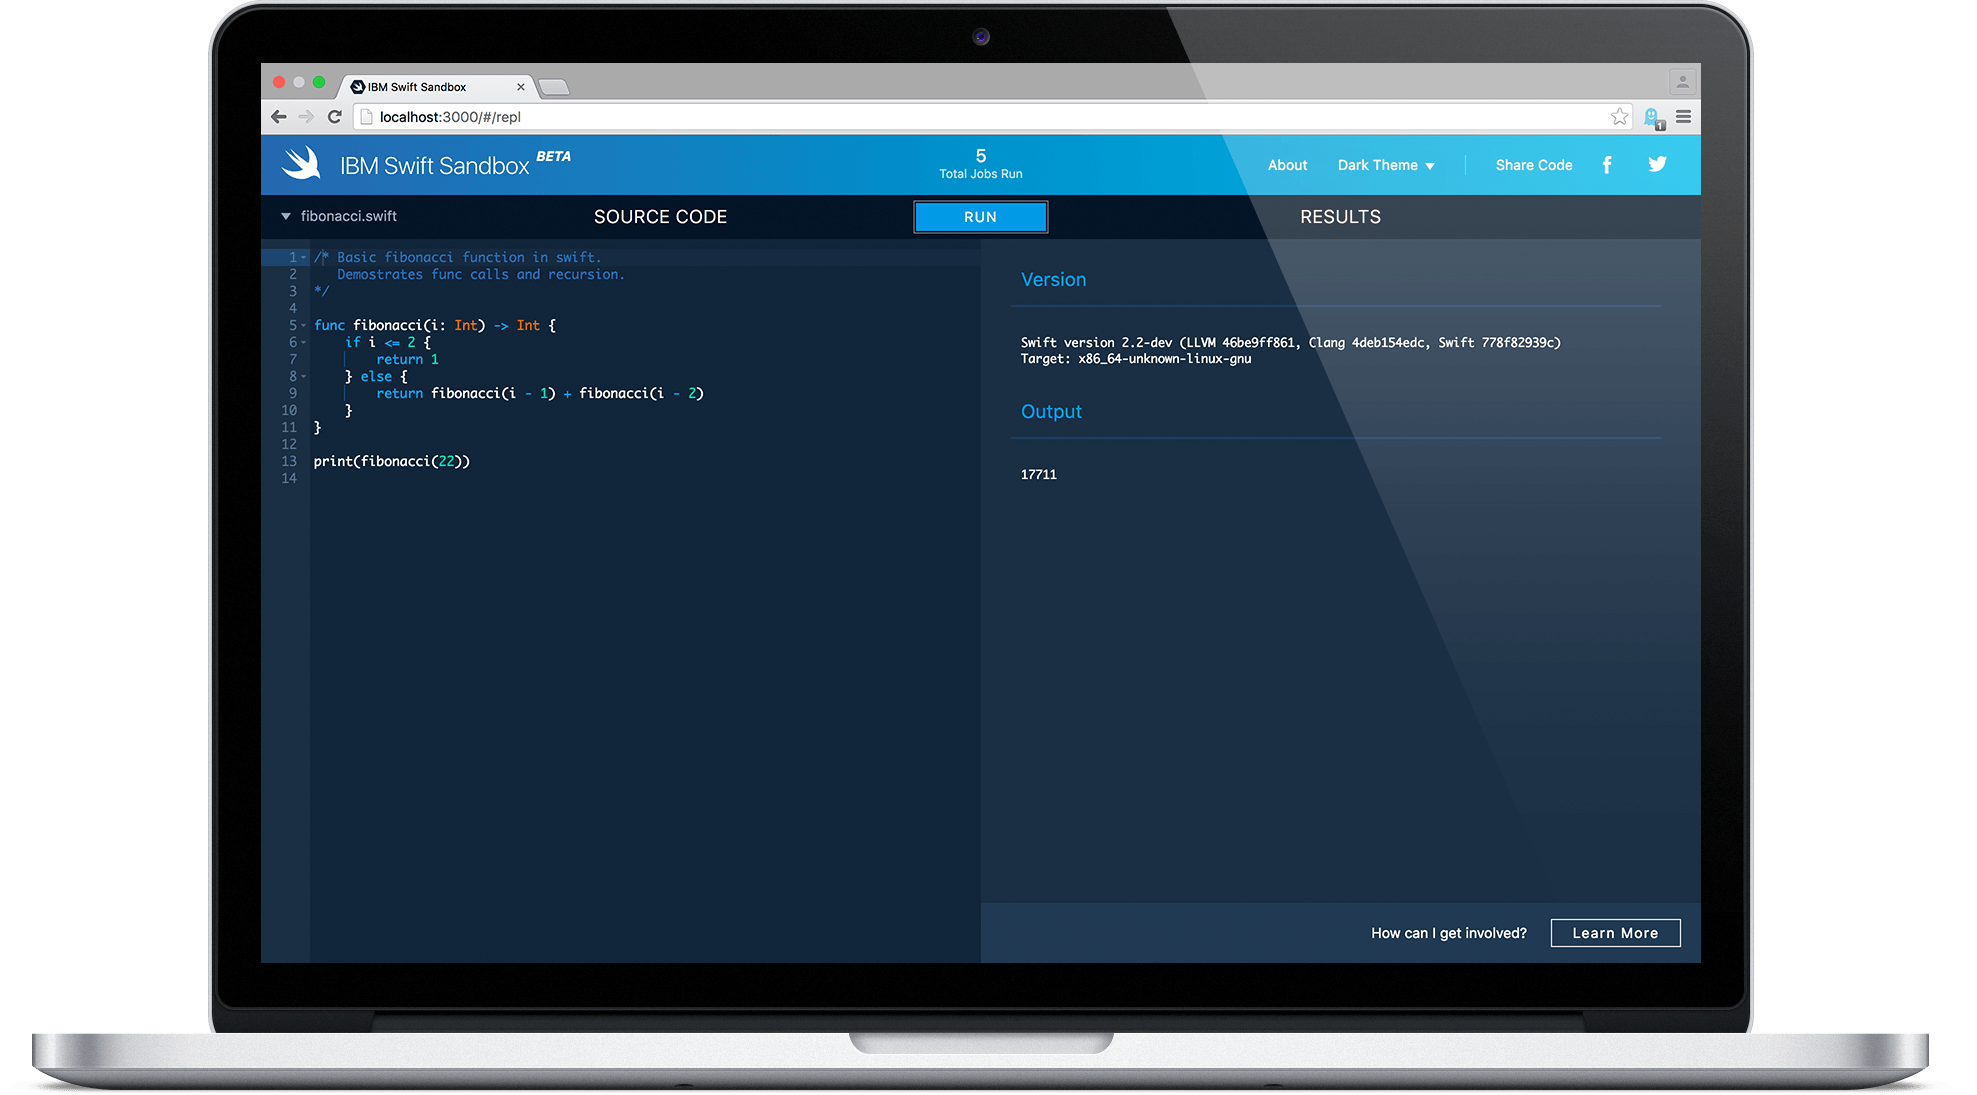 IBM Swift Sandbox
localhost:3000/#/repl
1
IBM Swift Sandbox BETA
5
Total Jobs Run
About
Dark Theme
Share Code
fibonacci.swift
SOURCE CODE
RUN
RESULTS
1 /* Basic fibonacci function in swift.
2    Demostrates func calls and recursion.
3 */
4
5 func fibonacci(i: Int) -> Int {
6     if i <= 2 {
7         return 1
8     } else {
9         return fibonacci(i - 1) + fibonacci(i - 2)
10     }
11 }
12
13 print(fibonacci(22))
14
Version
Swift version 2.2-dev (LLVM 46be9ff861, Clang 4deb154edc, Swift 778f82939c)
Target: x86_64-unknown-linux-gnu
Output
17711
How can I get involved?
Learn More